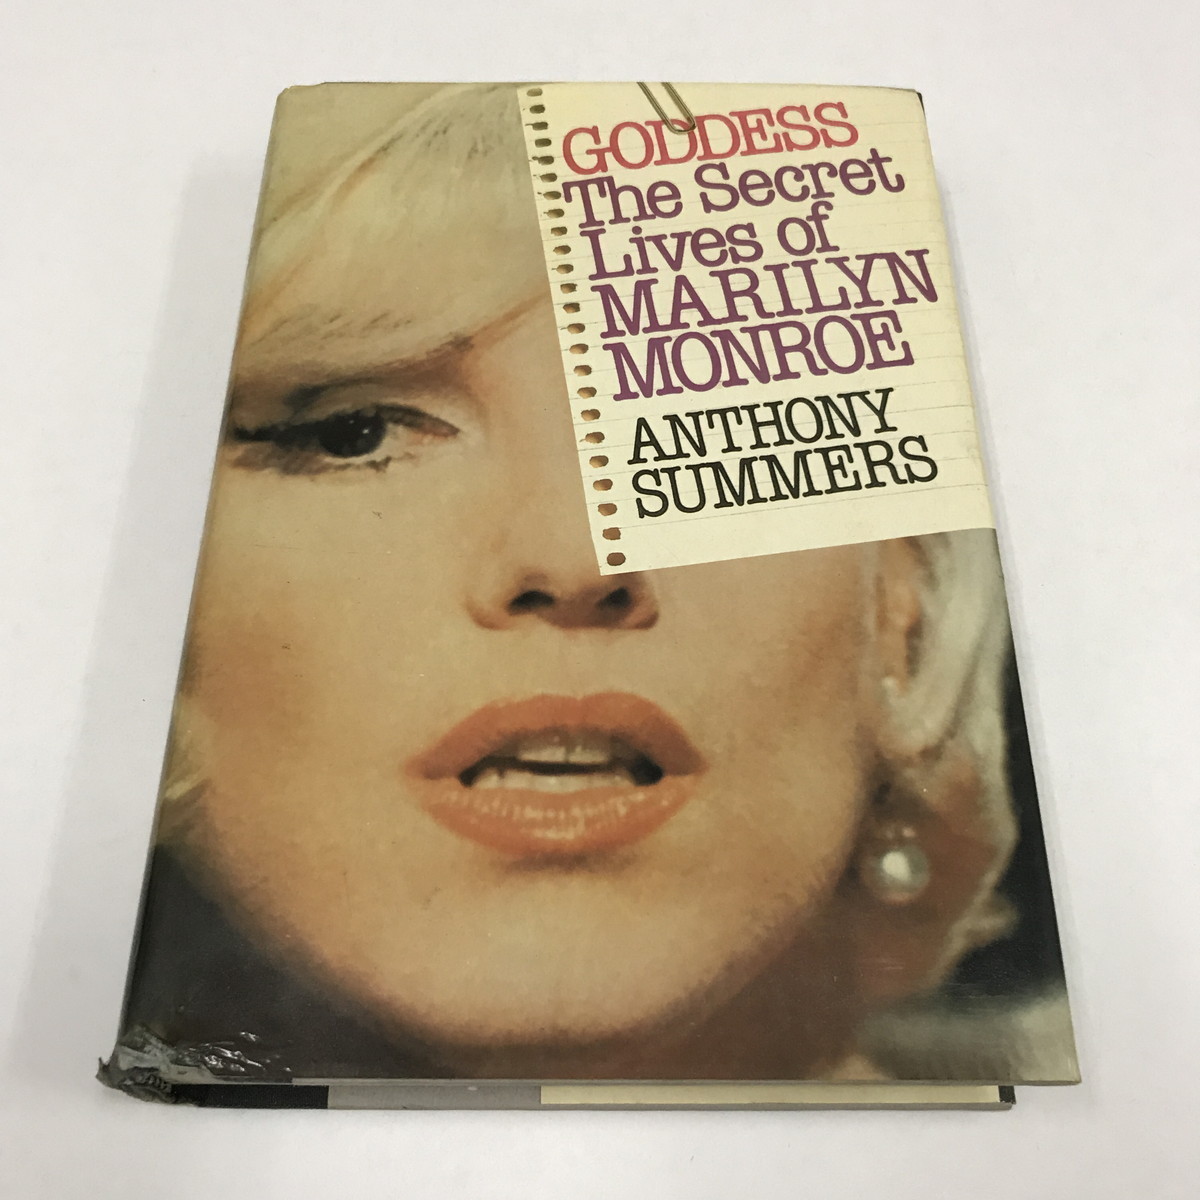 GODDESS
The Secret
Lives of
MARILYN
MONROE
ANTHONY
SUMMERS